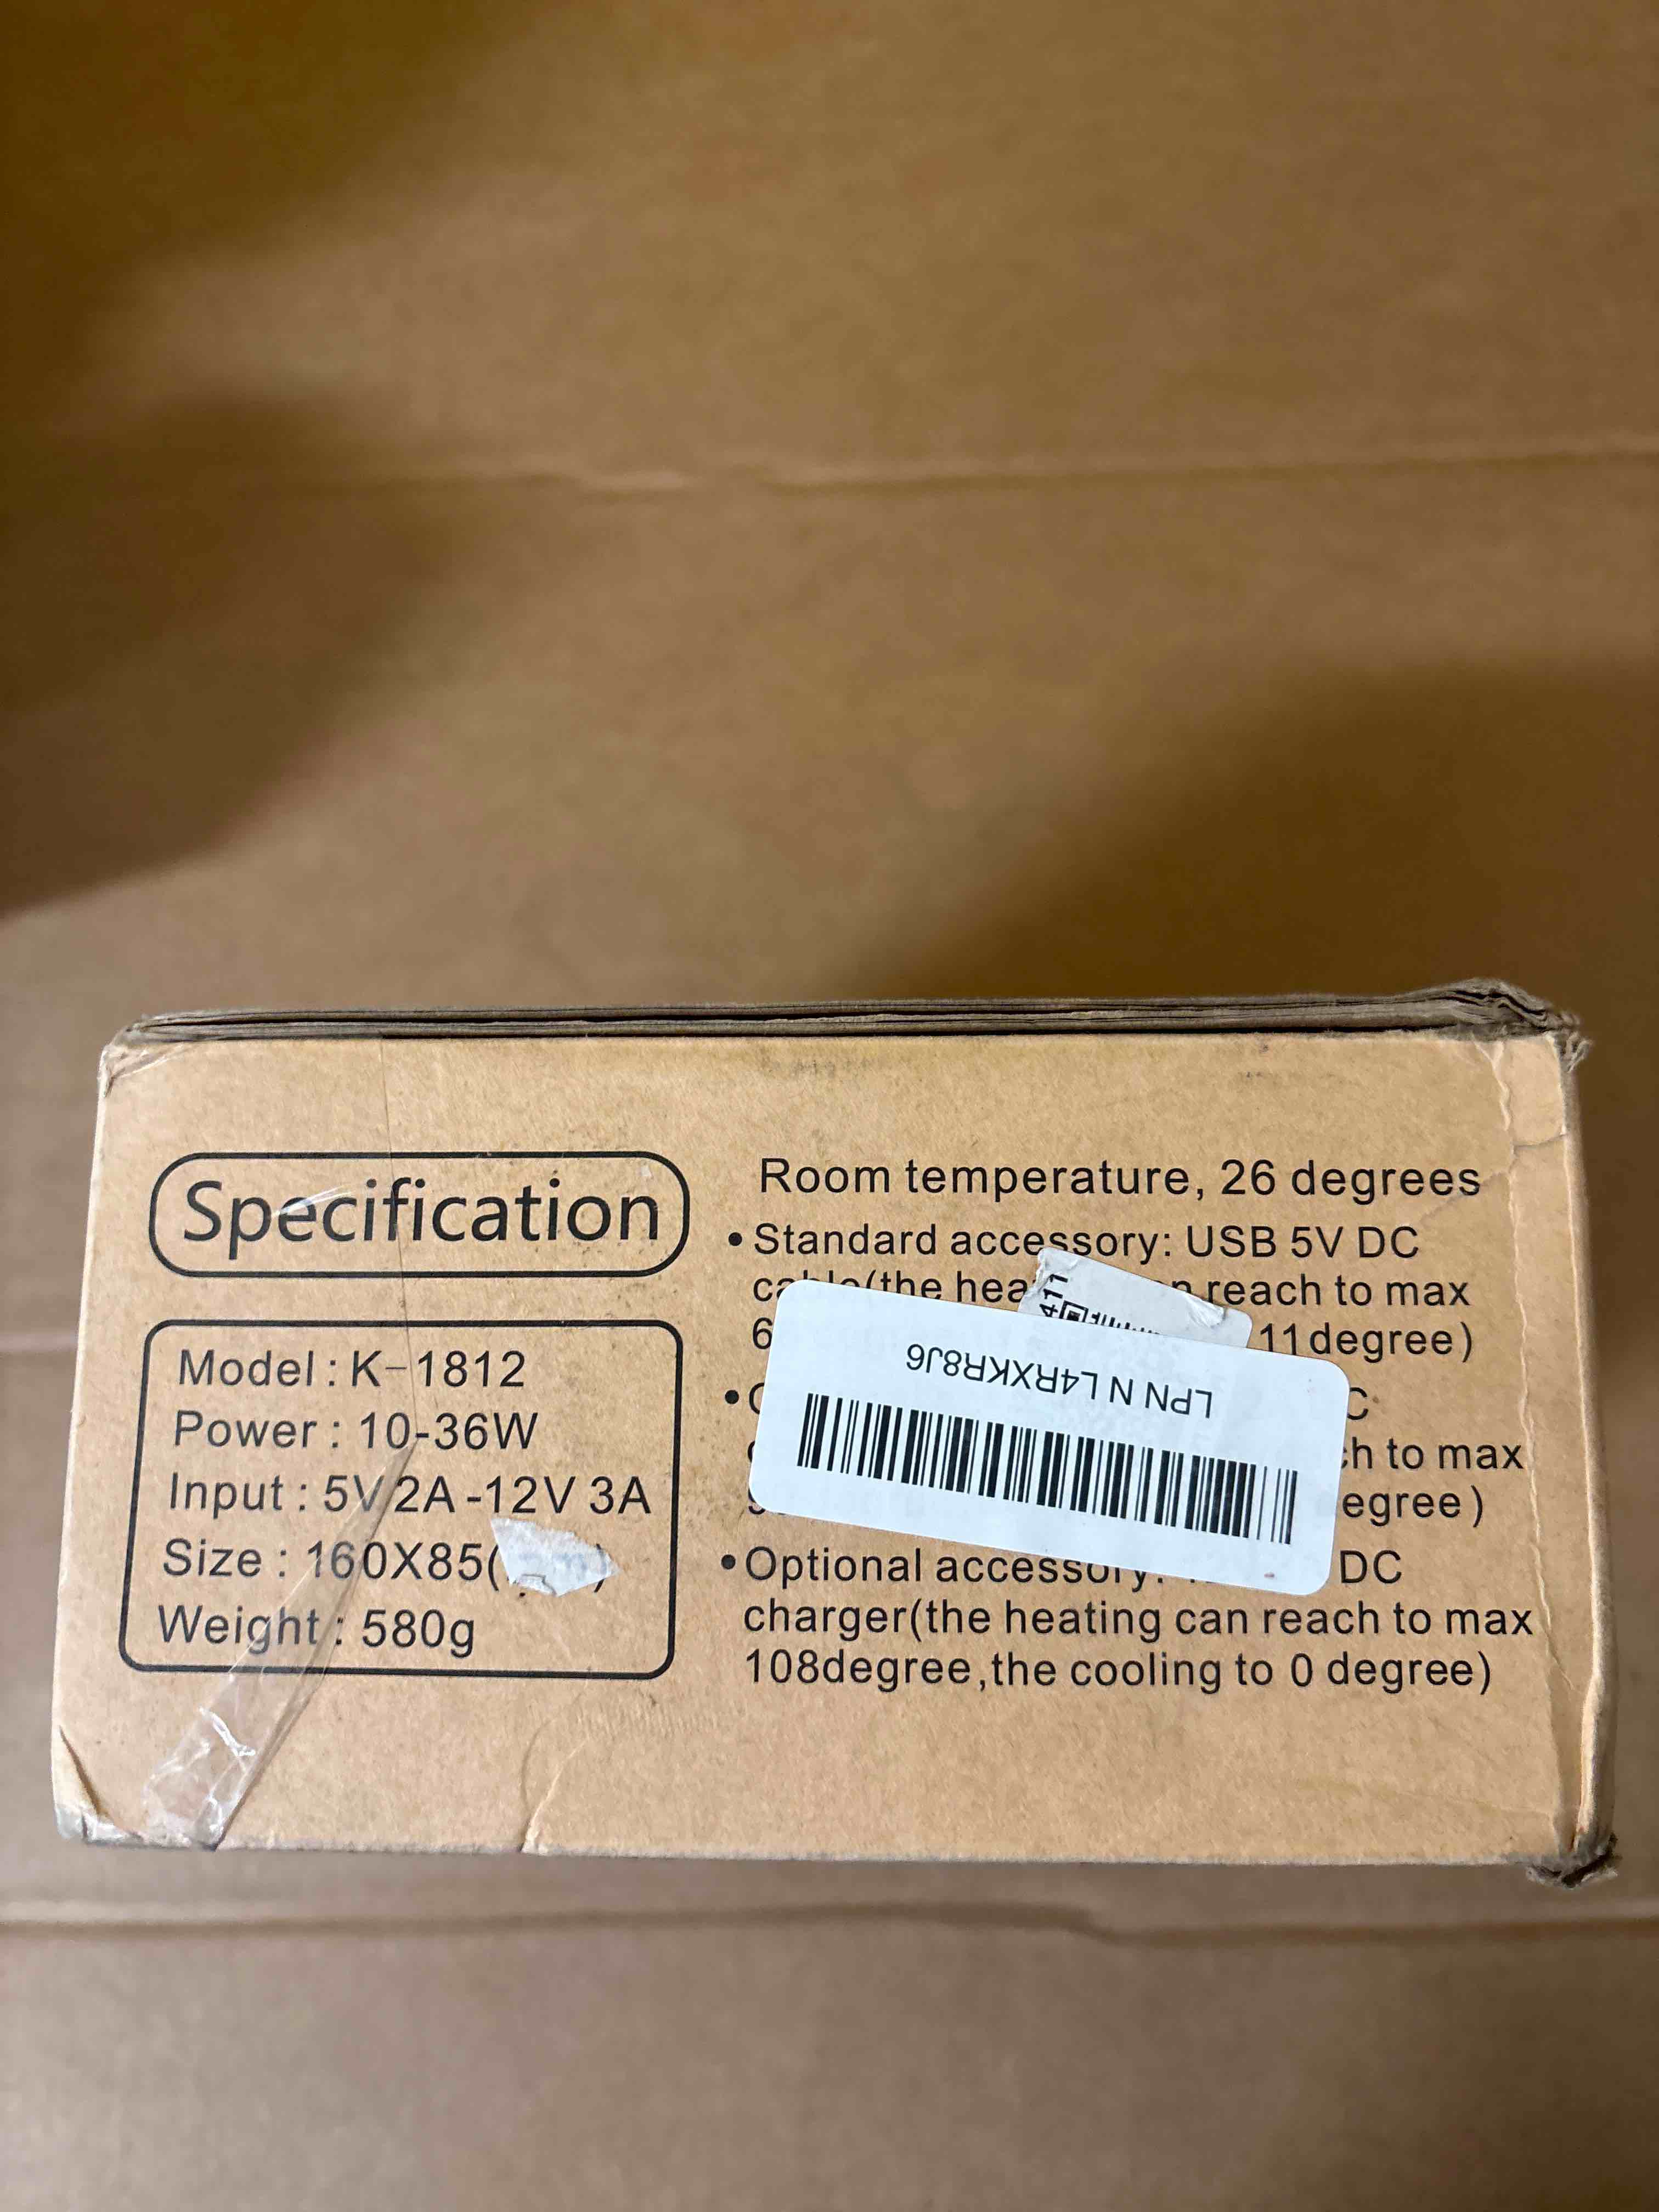 Specification
Model : K-1812
Power : 10-36W
Input : 5V 2A -12V 3A
Size : 160X85(
Weight : 580g
Room temperature, 26 degrees
• Standard accessory: USB 5V DC
(the reach to max
11degree)
to max
• Optional accessory: DC
charger(the heating can reach to max
108degree,the cooling to 0 degree)
411
LPN N L4RXKR8J6